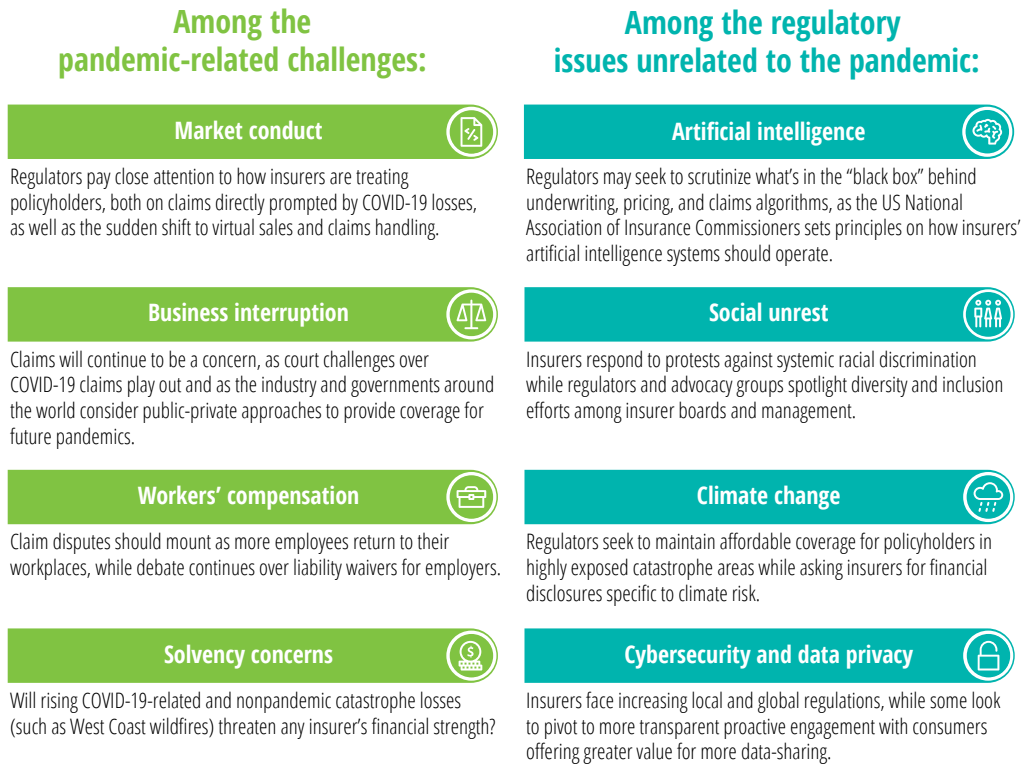 Among the
pandemic-related challenges:
Market conduct
Regulators pay close attention to how insurers are treating
policyholders, both on claims directly prompted by COVID-19 losses,
as well as the sudden shift to virtual sales and claims handling.
Business interruption
Claims will continue to be a concern, as court challenges over
COVID-19 claims play out and as the industry and governments around
the world consider public-private approaches to provide coverage for
future pandemics.
Workers’ compensation
Claim disputes should mount as more employees return to their
workplaces, while debate continues over liability waivers for employers.
Solvency concerns
Will rising COVID-19-related and nonpandemic catastrophe losses
(such as West Coast wildfires) threaten any insurer’s financial strength?
Among the regulatory
issues unrelated to the pandemic:
Artificial intelligence
Regulators may seek to scrutinize what’s in the “black box” behind
underwriting, pricing, and claims algorithms, as the US National
Association of Insurance Commissioners sets principles on how insurers’
artificial intelligence systems should operate.
Social unrest
Insurers respond to protests against systemic racial discrimination
while regulators and advocacy groups spotlight diversity and inclusion
efforts among insurer boards and management.
Climate change
Regulators seek to maintain affordable coverage for policyholders in
highly exposed catastrophe areas while asking insurers for financial
disclosures specific to climate risk.
Cybersecurity and data privacy
Insurers face increasing local and global regulations, while some look
to pivot to more transparent proactive engagement with consumers
offering greater value for more data-sharing.